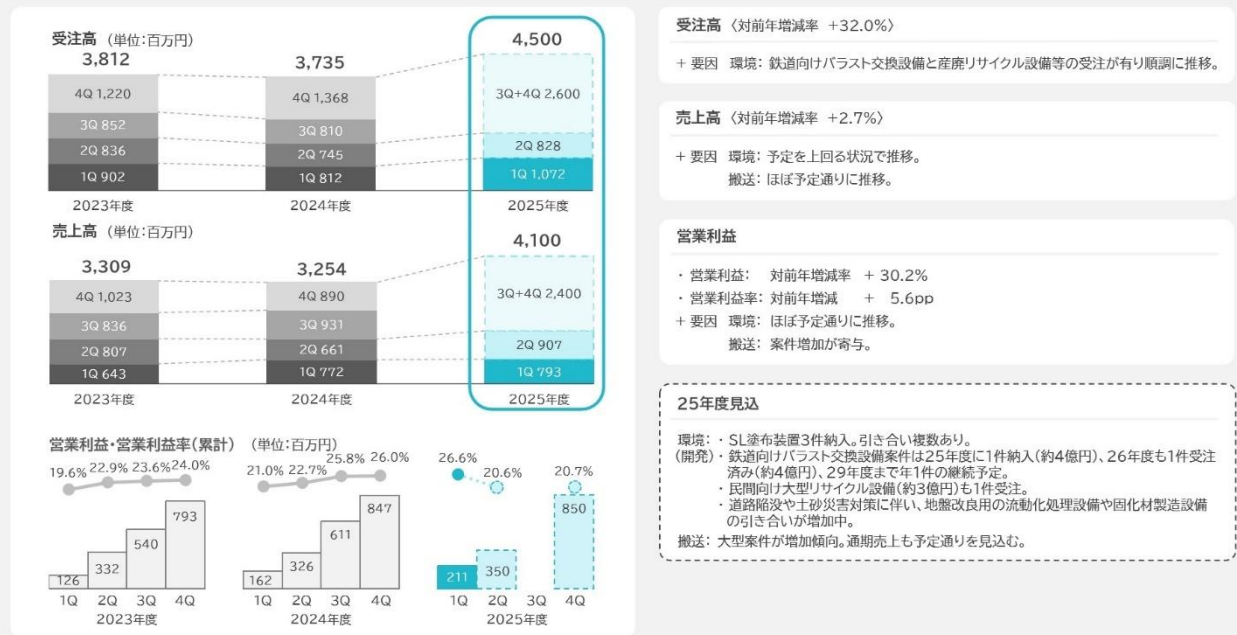 受注高 (単位:百万円)
3,812
3,735
4,500
4Q 1,220
3Q 852
2Q 836
1Q 902
4Q 1,368
3Q 810
2Q 745
1Q 812
3Q+4Q 2,600
2Q 828
1Q 1,072
2023年度
2024年度
2025年度
売上高 (単位:百万円)
3,309
3,254
4,100
4Q 1,023
3Q 836
2Q 807
1Q 643
4Q 890
3Q 931
2Q 661
1Q 772
3Q+4Q 2,400
2Q 907
1Q 793
2023年度
2024年度
2025年度
営業利益・営業利益率(累計) (単位:百万円)
19.6% 22.9% 23.6% 24.0%
126 332 540 793
1Q 2Q 3Q 4Q
2023年度
21.0% 22.7% 25.8% 26.0%
162 326 611 847
1Q 2Q 3Q 4Q
2024年度
26.6% 20.6% 20.7%
211 350 850
1Q 2Q 3Q 4Q
2025年度
受注高 〈対前年増減率 +32.0%〉
+ 要因 環境: 鉄道向けバラスト交換設備と産廃リサイクル設備等の受注が有り順調に推移。
売上高 〈対前年増減率 +2.7%〉
+ 要因 環境: 予定を上回る状況で推移。
搬送: ほぼ予定通りに推移。
営業利益
・ 営業利益: 対前年増減率 + 30.2%
・ 営業利益率: 対前年増減 + 5.6pp
+ 要因 環境: ほぼ予定通りに推移。
搬送: 案件増加が寄与。
25年度見込
環境: ・ SL塗布装置3件納入。引き合い複数あり。
(開発) ・ 鉄道向けバラスト交換設備案件は25年度に1件納入(約4億円)、26年度も1件受注
済み(約4億円)、29年度まで年1件の継続予定。
・ 民間向け大型リサイクル設備(約3億円)も1件受注。
・ 道路陥没や土砂災害対策に伴い、地盤改良用の流動化処理設備や固化材製造設備
の引き合いが増加中。
搬送: 大型案件が増加傾向。通期売上も予定通りを見込む。